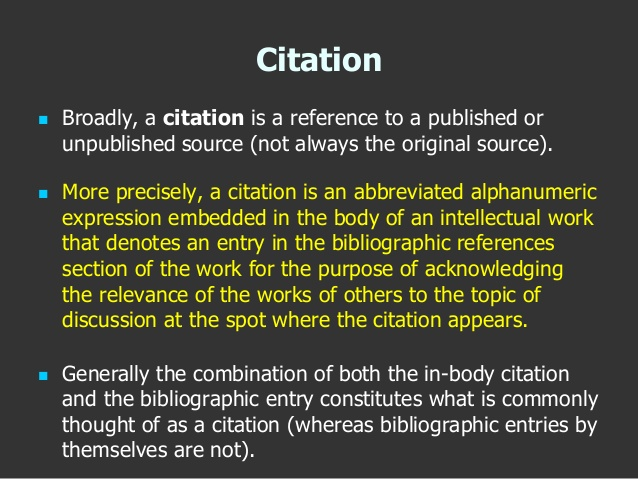 Citation
Broadly, a citation is a reference to a published or
unpublished source (not always the original source).
More precisely, a citation is an abbreviated alphanumeric
expression embedded in the body of an intellectual work
that denotes an entry in the bibliographic references
section of the work for the purpose of acknowledging
the relevance of the works of others to the topic of
discussion at the spot where the citation appears.
Generally the combination of both the in-body citation
and the bibliographic entry constitutes what is commonly
thought of as a citation (whereas bibliographic entries by
themselves are not).